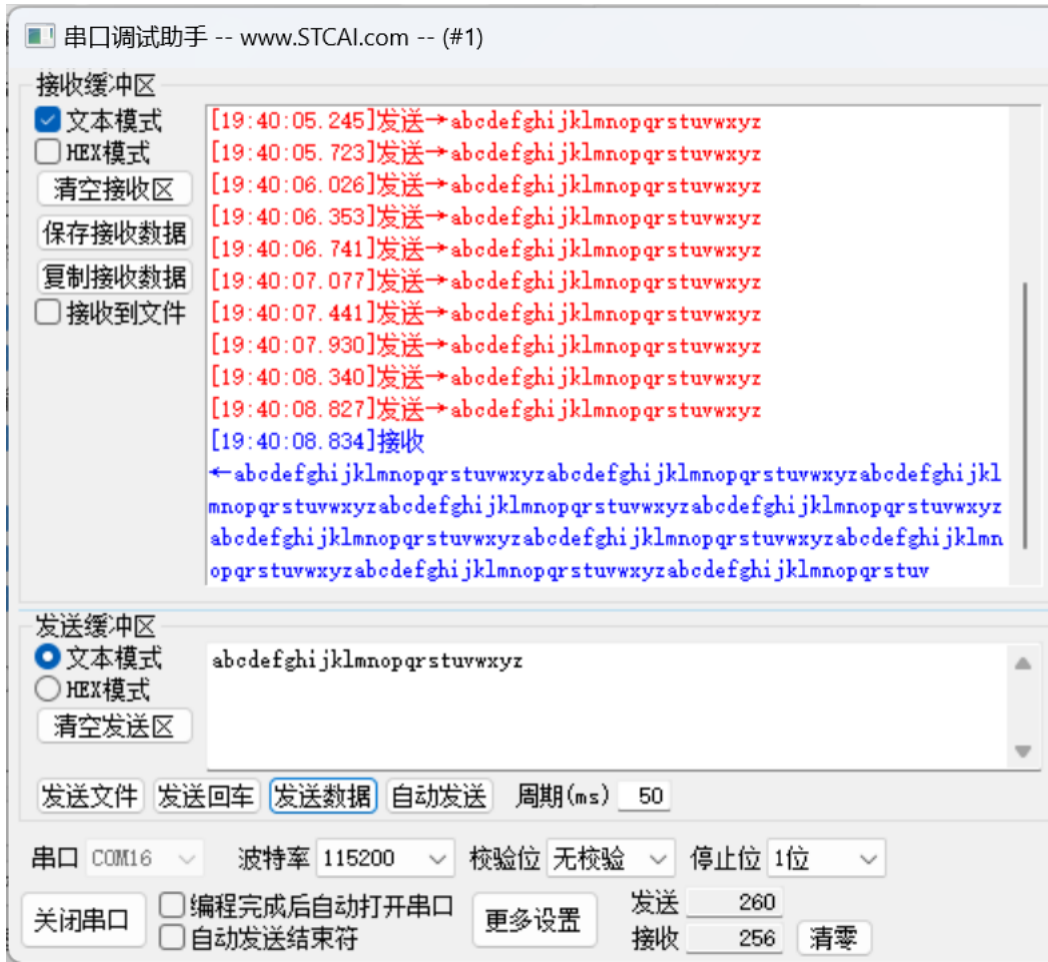 串口调试助手 -- www.STCAI.com -- (#1)
接收缓冲区
文本模式
HEX模式
清空接收区
保存接收数据
复制接收数据
接收到文件
[19:40:05.245]发送→abcdefghijklmnopqrstuvwxyz
[19:40:05.723]发送→abcdefghijklmnopqrstuvwxyz
[19:40:06.026]发送→abcdefghijklmnopqrstuvwxyz
[19:40:06.353]发送→abcdefghijklmnopqrstuvwxyz
[19:40:06.741]发送→abcdefghijklmnopqrstuvwxyz
[19:40:07.077]发送→abcdefghijklmnopqrstuvwxyz
[19:40:07.441]发送→abcdefghijklmnopqrstuvwxyz
[19:40:07.930]发送→abcdefghijklmnopqrstuvwxyz
[19:40:08.340]发送→abcdefghijklmnopqrstuvwxyz
[19:40:08.827]发送→abcdefghijklmnopqrstuvwxyz
[19:40:08.834]接收
←abcdefghijklmnopqrstuvwxyzabcdefghijklmnopqrstuvwxyzabcdefghijkl
mnopqrstuvwxyzabcdefghijklmnopqrstuvwxyzabcdefghijklmnopqrstuvwxyz
abcdefghijklmnopqrstuvwxyzabcdefghijklmnopqrstuvwxyzabcdefghijklmn
opqrstuvwxyzabcdefghijklmnopqrstuvwxyzabcdefghijklmnopqrstuv
发送缓冲区
文本模式
HEX模式
清空发送区
abcdefghijklmnopqrstuvwxyz
发送文件 发送回车 发送数据 自动发送 周期(ms) 50
串口 COM16 波特率 115200 校验位 无校验 停止位 1位
关闭串口
编程完成后自动打开串口
自动发送结束符
更多设置
发送 260
接收 256 清零